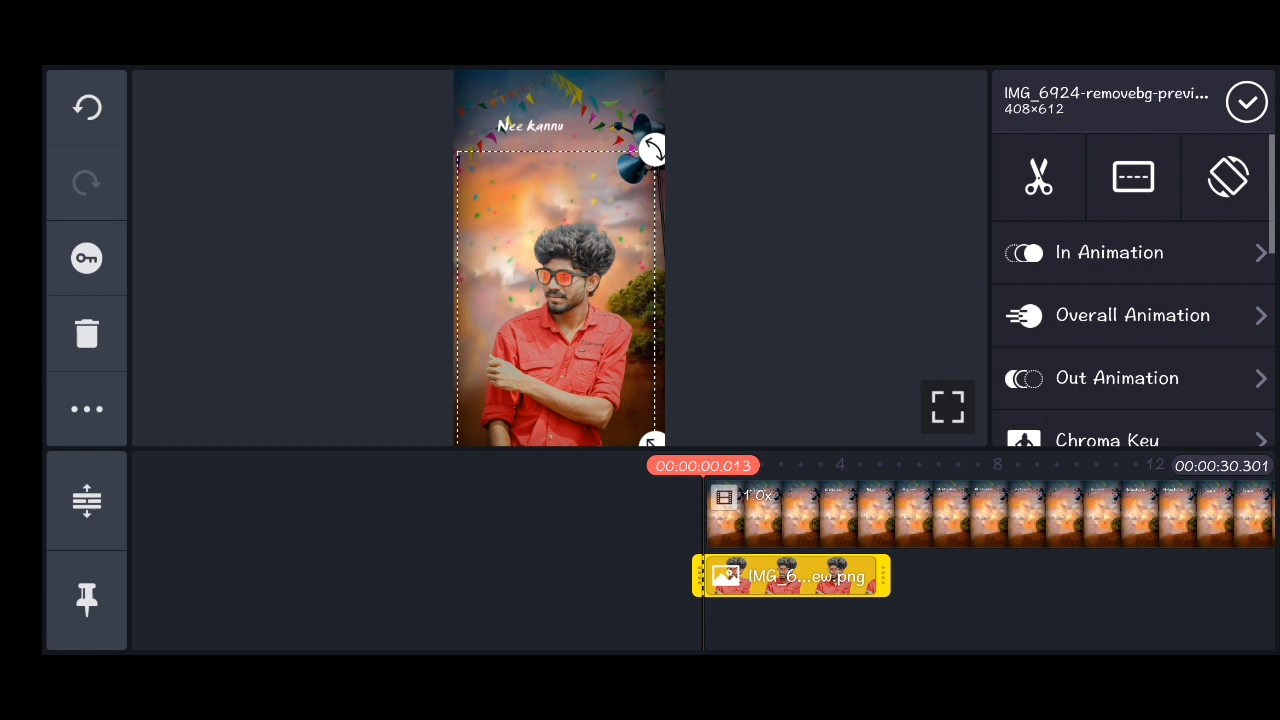 IMG_6924-removebg-previ...
408×612
Nee kannu
In Animation
Overall Animation
Out Animation
Chroma Key
00:00:00.013
4
8
12
00:00:30.301
1.0x
IMG_6...ew.png